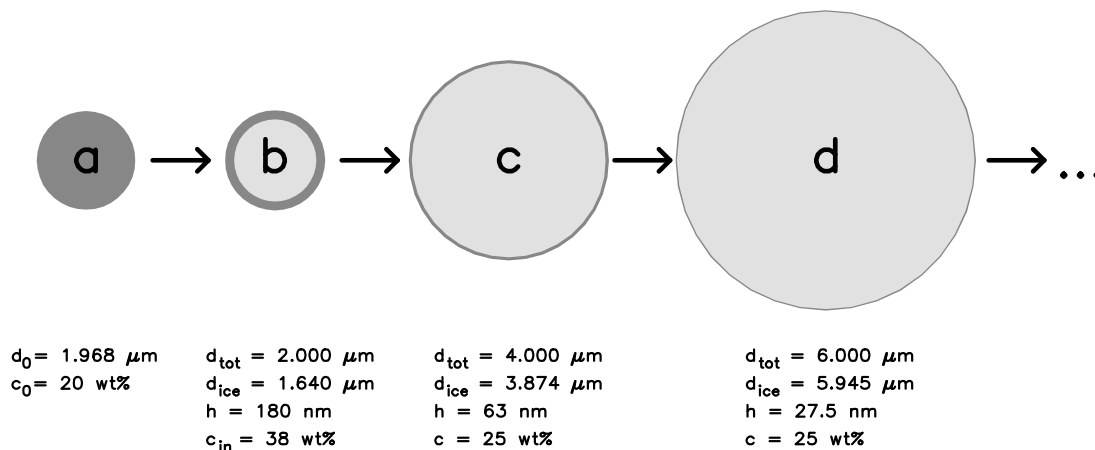 a
b
c
d
...
d0= 1.968 μm
c0= 20 wt%
dtot = 2.000 μm
dice = 1.640 μm
h = 180 nm
cin = 38 wt%
dtot = 4.000 μm
dice = 3.874 μm
h = 63 nm
c = 25 wt%
dtot = 6.000 μm
dice = 5.945 μm
h = 27.5 nm
c = 25 wt%